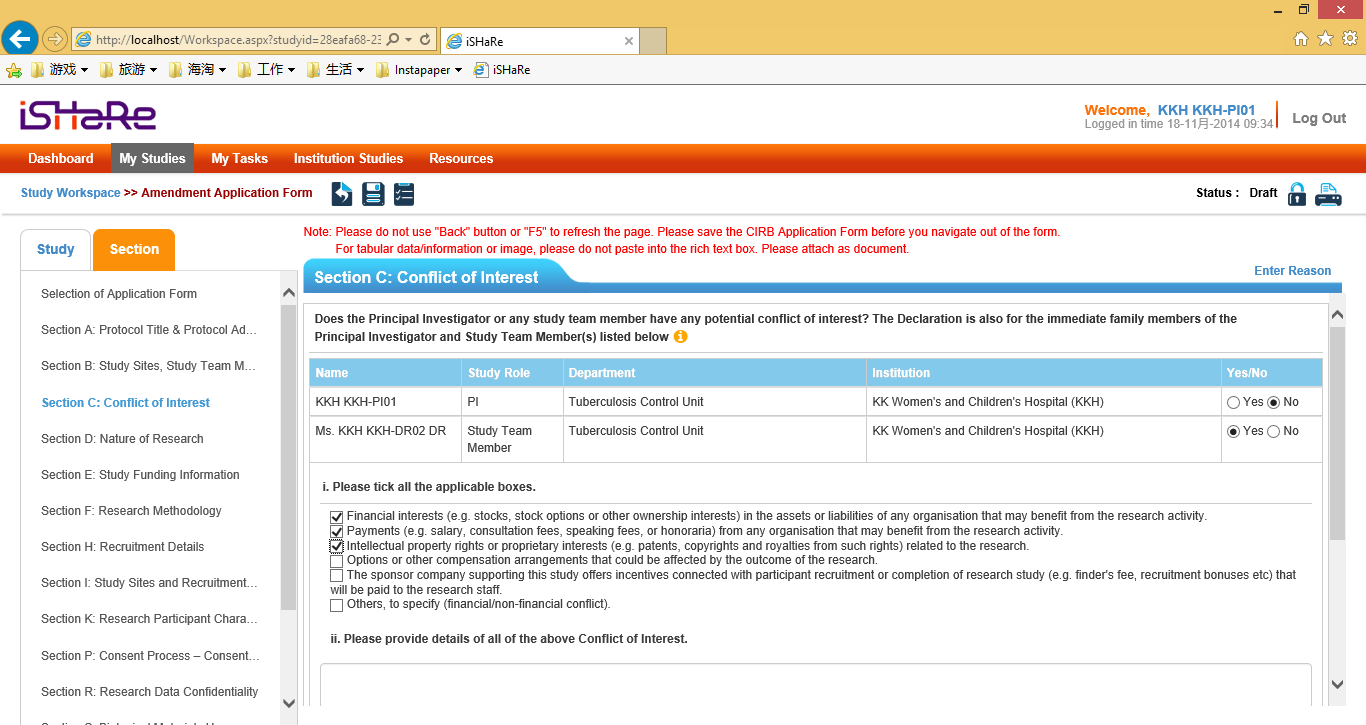 http://localhost/Workspace.aspx?studyid=28eafa68-23
iSHaRe
游戏
旅游
海淘
工作
生活
Instapaper
iSHaRe
iSHaRe
Welcome, KKH KKH-PI01
Logged in time 18-11月-2014 09:34
Log Out
Dashboard My Studies My Tasks Institution Studies Resources
Study Workspace >> Amendment Application Form
Status : Draft
Note: Please do not use "Back" button or "F5" to refresh the page. Please save the CIRB Application Form before you navigate out of the form.
For tabular data/information or image, please do not paste into the rich text box. Please attach as document.
Study
Section
Selection of Application Form
Section A: Protocol Title & Protocol Ad...
Section B: Study Sites, Study Team M...
Section C: Conflict of Interest
Section D: Nature of Research
Section E: Study Funding Information
Section F: Research Methodology
Section H: Recruitment Details
Section I: Study Sites and Recruitment...
Section K: Research Participant Chara...
Section P: Consent Process – Consent...
Section R: Research Data Confidentiality
Section C: Conflict of Interest
Enter Reason
Does the Principal Investigator or any study team member have any potential conflict of interest? The Declaration is also for the immediate family members of the
Principal Investigator and Study Team Member(s) listed below
Name Study Role Department Institution Yes/No
KKH KKH-PI01 PI Tuberculosis Control Unit KK Women's and Children's Hospital (KKH) Yes No
Ms. KKH KKH-DR02 DR Study Team Tuberculosis Control Unit KK Women's and Children's Hospital (KKH) Yes No
Member
i. Please tick all the applicable boxes.
Financial interests (e.g. stocks, stock options or other ownership interests) in the assets or liabilities of any organisation that may benefit from the research activity.
Payments (e.g. salary, consultation fees, speaking fees, or honoraria) from any organisation that may benefit from the research activity.
Intellectual property rights or proprietary interests (e.g. patents, copyrights and royalties from such rights) related to the research.
Options or other compensation arrangements that could be affected by the outcome of the research.
The sponsor company supporting this study offers incentives connected with participant recruitment or completion of research study (e.g. finder's fee, recruitment bonuses etc) that
will be paid to the research staff.
Others, to specify (financial/non-financial conflict).
ii. Please provide details of all of the above Conflict of Interest.